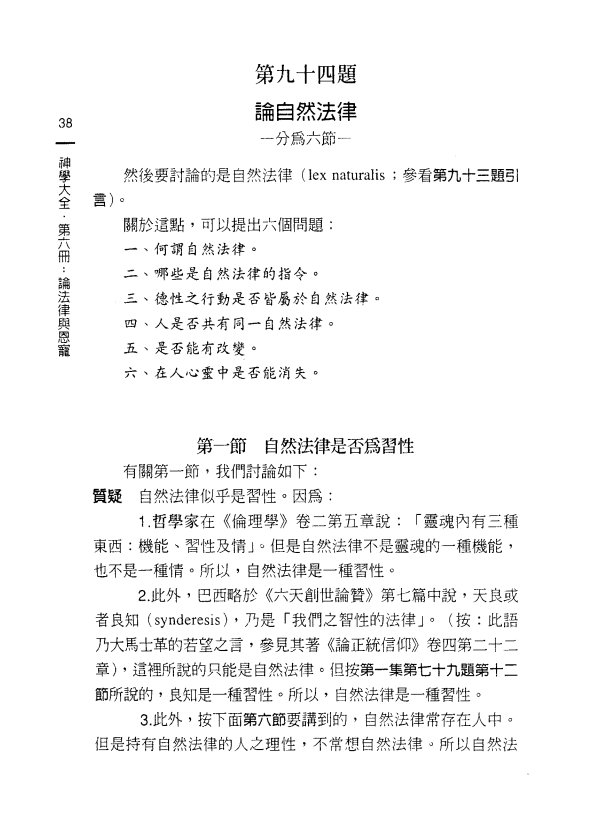 第九十四題
論自然法律
—分爲六節—
38
神學大全．第六冊：論法律與恩寵
然後要討論的是自然法律（lex naturalis；參看第九十三題引
言）。
關於這點，可以提出六個問題：
一、何謂自然法律。
二、哪些是自然法律的指令。
三、德性之行動是否皆屬於自然法律。
四、人是否共有同一自然法律。
五、是否能有改變。
六、在人心靈中是否能消失。
第一節　自然法律是否爲習性
有關第一節，我們討論如下：
質疑　自然法律似乎是習性。因爲：
1.哲學家在《倫理學》卷二第五章說：「靈魂內有三種
東西：機能、習性及情」。但是自然法律不是靈魂的一種機能，
也不是一種情。所以，自然法律是一種習性。
2.此外，巴西略於《六天創世論贊》第七篇中說，天良或
者良知（synderesis），乃是「我們之智性的法律」。（按：此語
乃大馬士革的若望之言，參見其著《論正統信仰》卷四第二十二
章），這裡所說的只能是自然法律。但按第一集第七十九題第十二
節所說的，良知是一種習性。所以，自然法律是一種習性。
3.此外，按下面第六節要講到的，自然法律常存在人中。
但是持有自然法律的人之理性，不常想自然法律。所以自然法